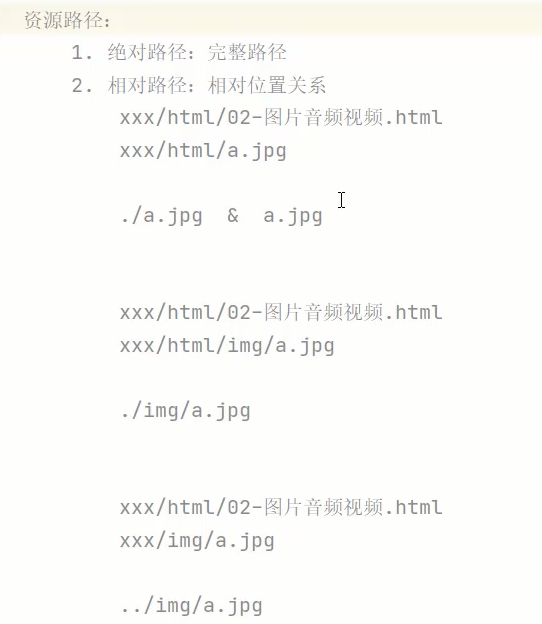 资源路径：
1. 绝对路径：完整路径
2. 相对路径：相对位置关系
xxx/html/02-图片音频视频.html
xxx/html/a.jpg
./a.jpg & a.jpg
xxx/html/02-图片音频视频.html
xxx/html/img/a.jpg
./img/a.jpg
xxx/html/02-图片音频视频.html
xxx/img/a.jpg
../img/a.jpg